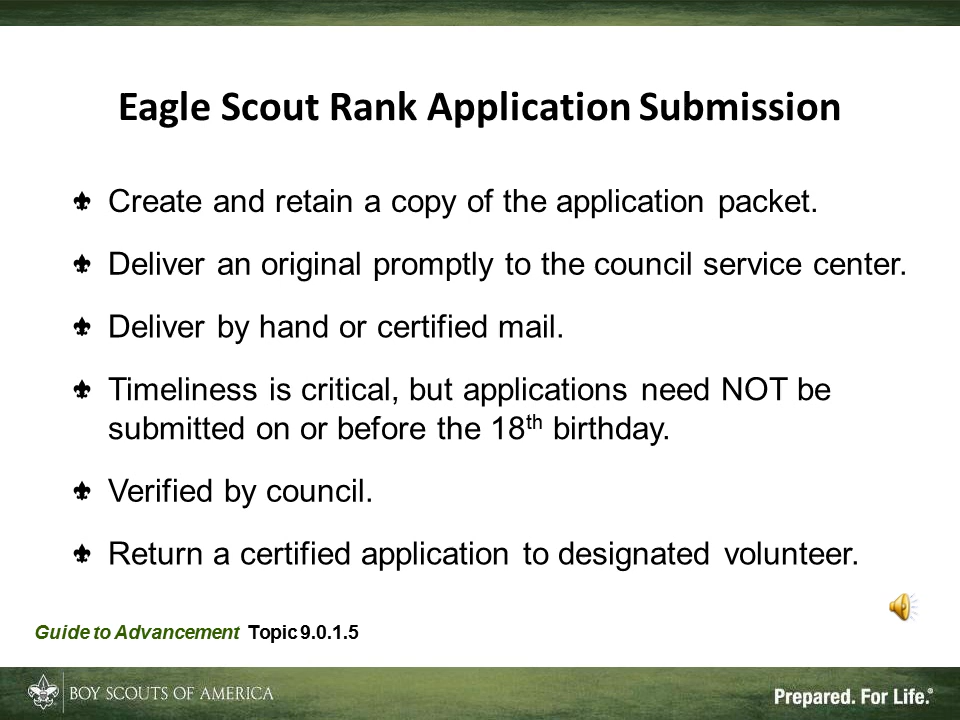 Eagle Scout Rank Application Submission
Create and retain a copy of the application packet.
Deliver an original promptly to the council service center.
Deliver by hand or certified mail.
Timeliness is critical, but applications need NOT be
submitted on or before the 18th birthday.
Verified by council.
Return a certified application to designated volunteer.
Guide to Advancement Topic 9.0.1.5
BOY SCOUTS OF AMERICA
Prepared. For Life.®